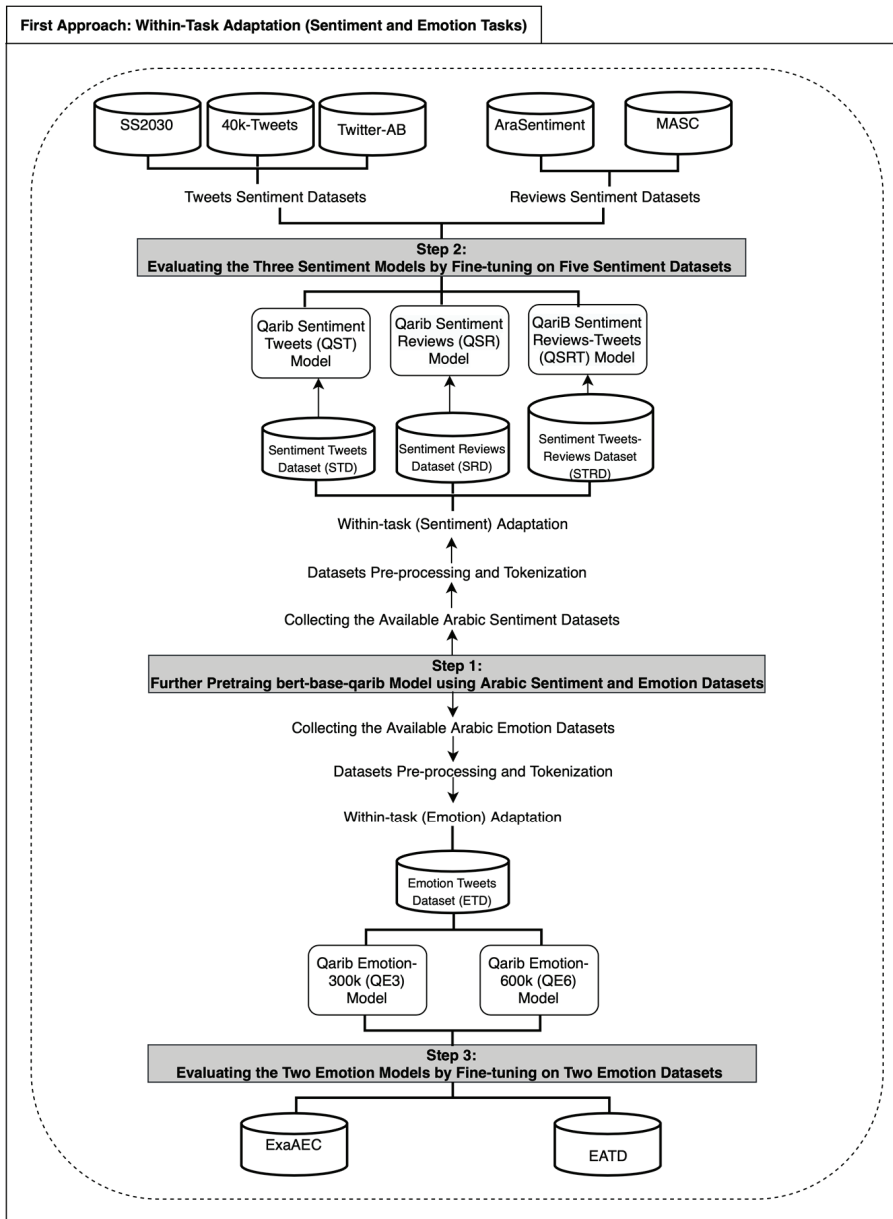 First Approach: Within-Task Adaptation (Sentiment and Emotion Tasks)
SS2030
40k-Tweets
Twitter-AB
AraSentiment
MASC
Tweets Sentiment Datasets
Reviews Sentiment Datasets
Step 2:
Evaluating the Three Sentiment Models by Fine-tuning on Five Sentiment Datasets
Qarib Sentiment
Tweets (QST)
Model
Qarib Sentiment
Reviews (QSR)
Model
QariB Sentiment
Reviews-Tweets
(QSRT) Model
Sentiment Tweets
Dataset (STD)
Sentiment Reviews
Dataset (SRD)
Sentiment Tweets-
Reviews Dataset
(STRD)
Within-task (Sentiment) Adaptation
Datasets Pre-processing and Tokenization
Collecting the Available Arabic Sentiment Datasets
Step 1:
Further Pretraing bert-base-qarib Model using Arabic Sentiment and Emotion Datasets
Collecting the Available Arabic Emotion Datasets
Datasets Pre-processing and Tokenization
Within-task (Emotion) Adaptation
Emotion Tweets
Dataset (ETD)
Qarib Emotion-
300k (QE3)
Model
Qarib Emotion-
600k (QE6)
Model
Step 3:
Evaluating the Two Emotion Models by Fine-tuning on Two Emotion Datasets
ExaAEC
EATD